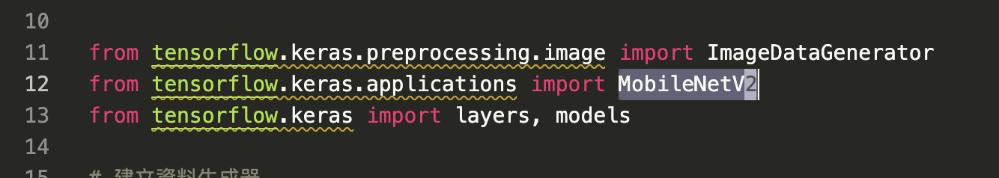 10
11 from tensorflow.keras.preprocessing.image import ImageDataGenerator
12 from tensorflow.keras.applications import MobileNetV2
13 from tensorflow.keras import layers, models
14
15 # 建立資料生成器